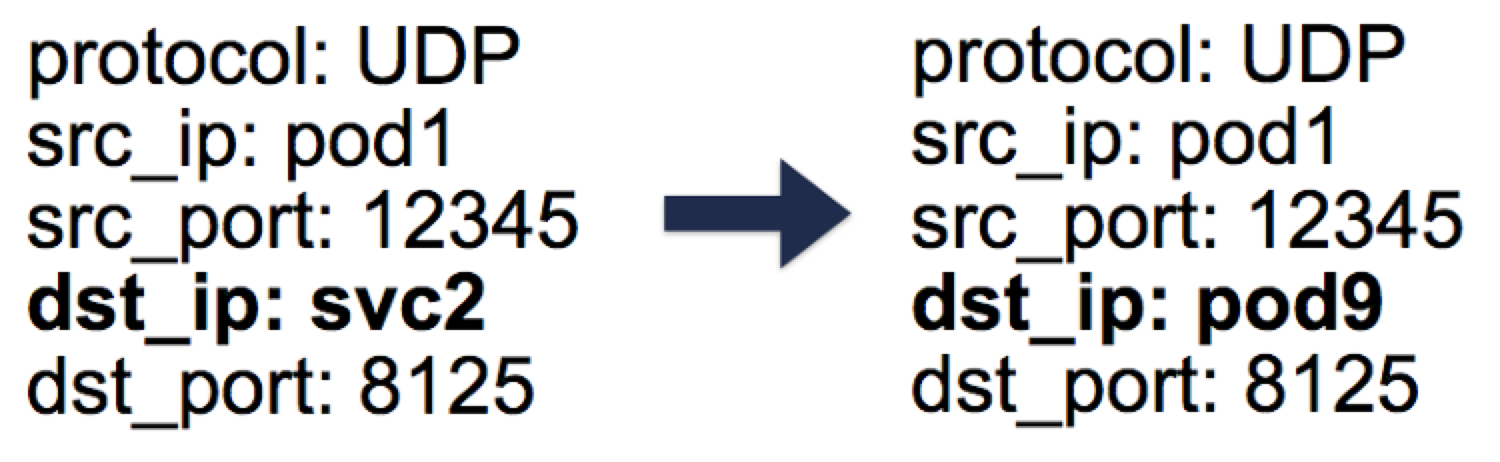 protocol: UDP
src_ip: pod1
src_port: 12345
dst_ip: svc2
dst_port: 8125
protocol: UDP
src_ip: pod1
src_port: 12345
dst_ip: pod9
dst_port: 8125